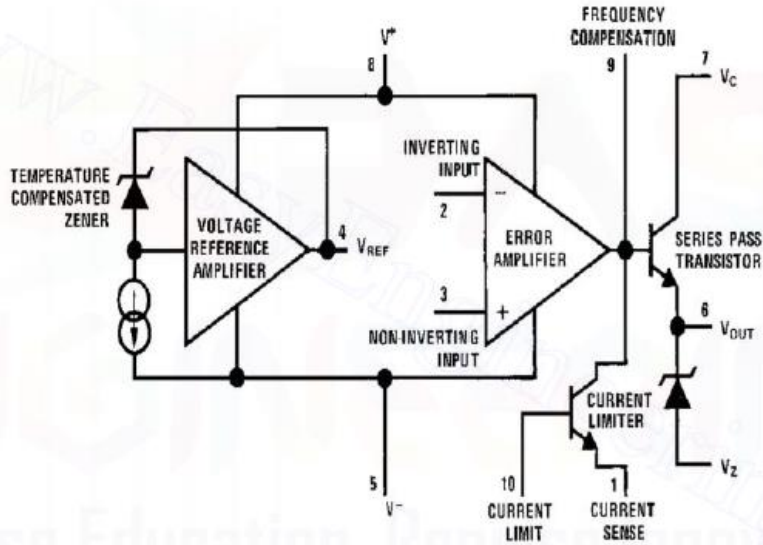 FREQUENCY
COMPENSATION
V+
8
9
7
VC
TEMPERATURE
COMPENSATED
ZENER
VOLTAGE
REFERENCE
AMPLIFIER
4
VREF
INVERTING
INPUT
2
−
ERROR
AMPLIFIER
SERIES PASS
TRANSISTOR
3
+
NON-INVERTING
INPUT
6
VOUT
CURRENT
LIMITER
VZ
5
V−
10
CURRENT
LIMIT
1
CURRENT
SENSE